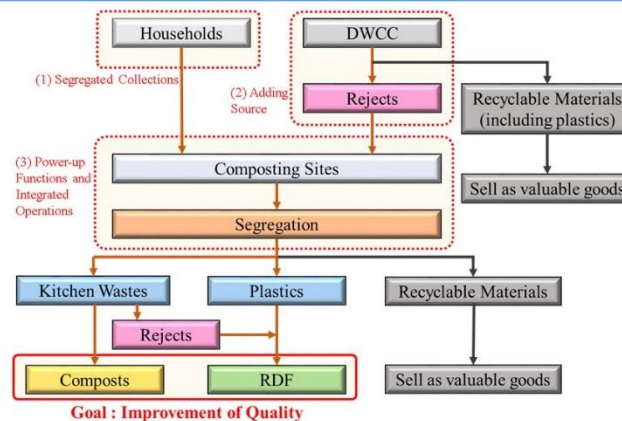 Households
DWCC
(1) Segregated Collections
(2) Adding
Source
Rejects
Recyclable Materials
(including plastics)
(3) Power-up
Functions and
Integrated
Operations
Composting Sites
Sell as valuable goods
Segregation
Kitchen Wastes
Plastics
Recyclable Materials
Rejects
Composts
RDF
Sell as valuable goods
Goal : Improvement of Quality